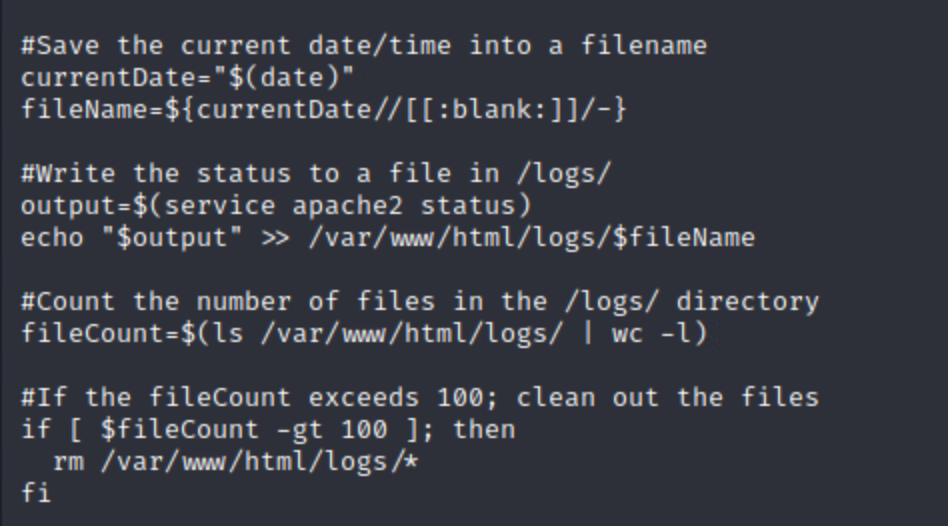 #Save the current date/time into a filename
currentDate="$(date)"
fileName=${currentDate//[[:blank:]]/-}
#Write the status to a file in /logs/
output=$(service apache2 status)
echo "$output" >> /var/www/html/logs/$fileName
#Count the number of files in the /logs/ directory
fileCount=$(ls /var/www/html/logs/ | wc -l)
#If the fileCount exceeds 100; clean out the files
if [ $fileCount -gt 100 ]; then
  rm /var/www/html/logs/*
fi